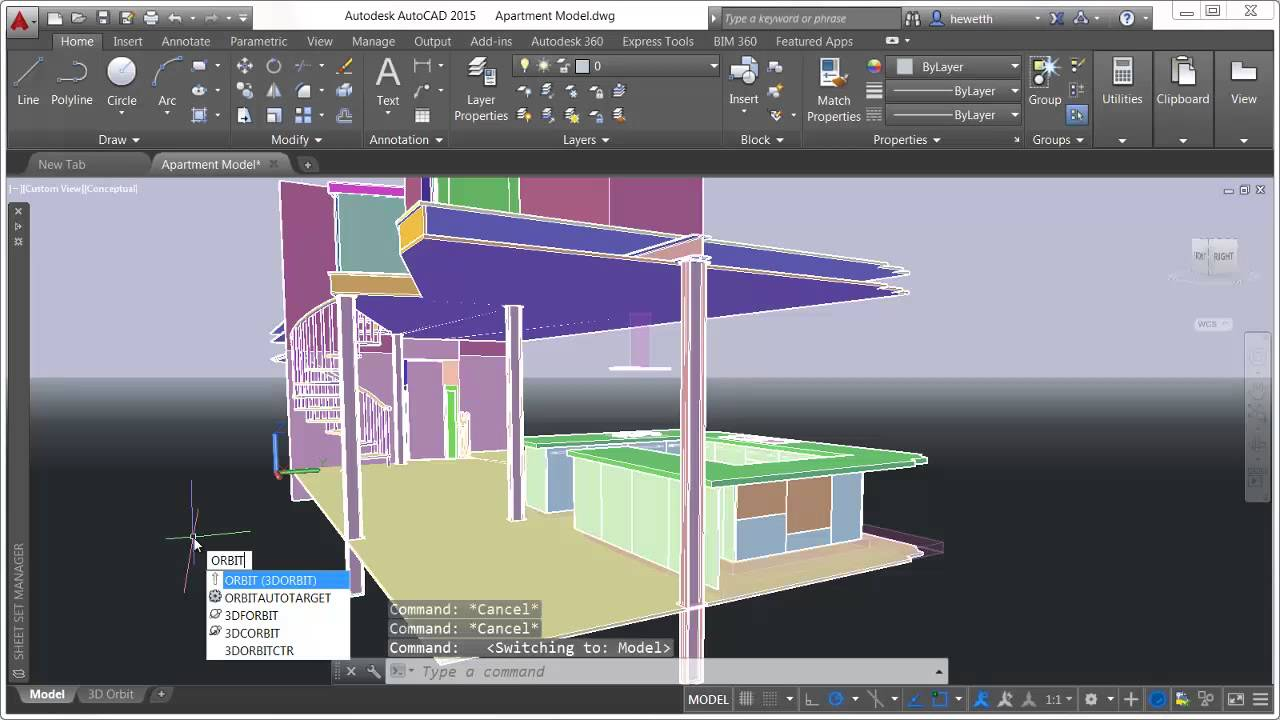 Autodesk AutoCAD 2015 Apartment Model.dwg
Type a keyword or phrase
hewetth
Home Insert Annotate Parametric View Manage Output Add-ins Autodesk 360 Express Tools BIM 360 Featured Apps
Line Polyline Circle Arc
Text
Layer Properties
0
Insert
Match Properties
ByLayer
ByLayer
ByLayer
Group
Utilities
Clipboard
View
Draw Modify Annotation Layers Block Properties Groups
New Tab Apartment Model*
[−][Custom View][Conceptual]
RIGHT
WCS
SHEET SET MANAGER
ORBIT
ORBIT (3DORBIT)
ORBITAUTOTARGET
3DFORBIT
3DCORBIT
3DORBITCTR
Command: *Cancel*
Command: *Cancel*
Command: <Switching to: Model>
Type a command
Model 3D Orbit
MODEL 1:1